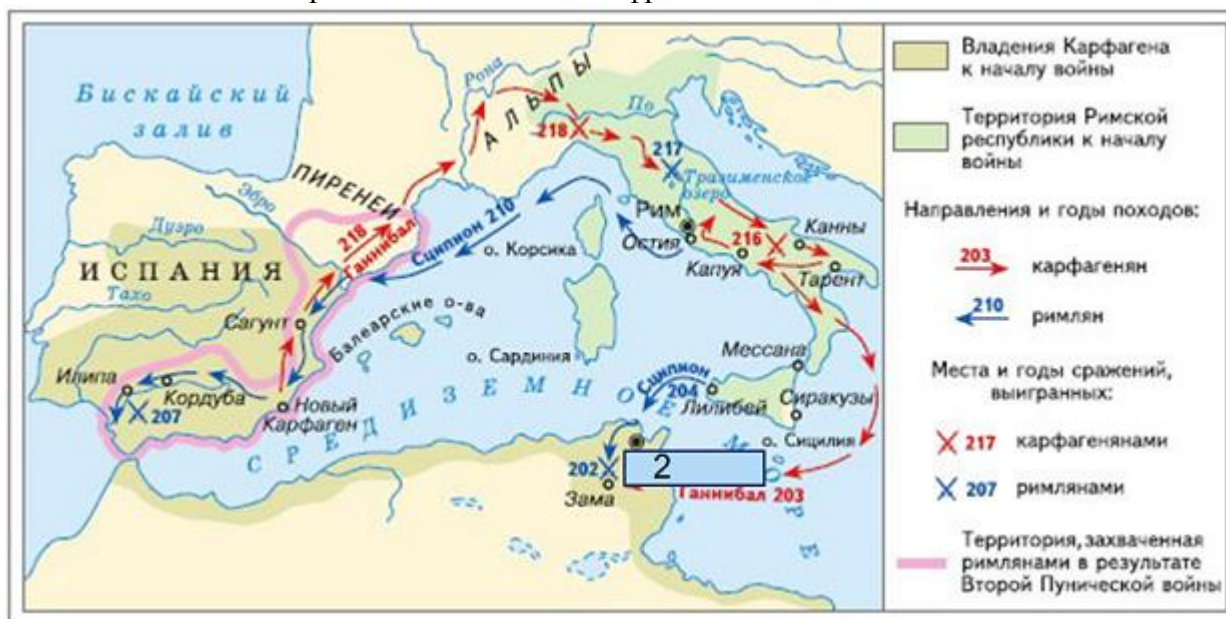 Бискайский
залив
Рона
АЛЬПЫ
По
218
217
Тразименское
озеро
ПИРЕНЕИ
Эбро
Дуэро
218
Ганнибал
Сципион 210
о. Корсика
Рим
Остия
216
Канны
Капуя
Тарент
ИСПАНИЯ
Тахо
Сагунт
Балеарские о-ва
о. Сардиния
Мессана
Илипа
Кордуба
207
Новый
Карфаген
Сципион
204
Лилибей
Сиракузы
о. Сицилия
СРЕДИЗЕМНОЕ МОРЕ
202
2
Зама
Ганнибал 203
Владения Карфагена
к началу войны
Территория Римской
республики к началу
войны
Направления и годы походов:
203
карфагенян
210
римлян
Места и годы сражений,
выигранных:
217
карфагенянами
207
римлянами
Территория, захваченная
римлянами в результате
Второй Пунической войны